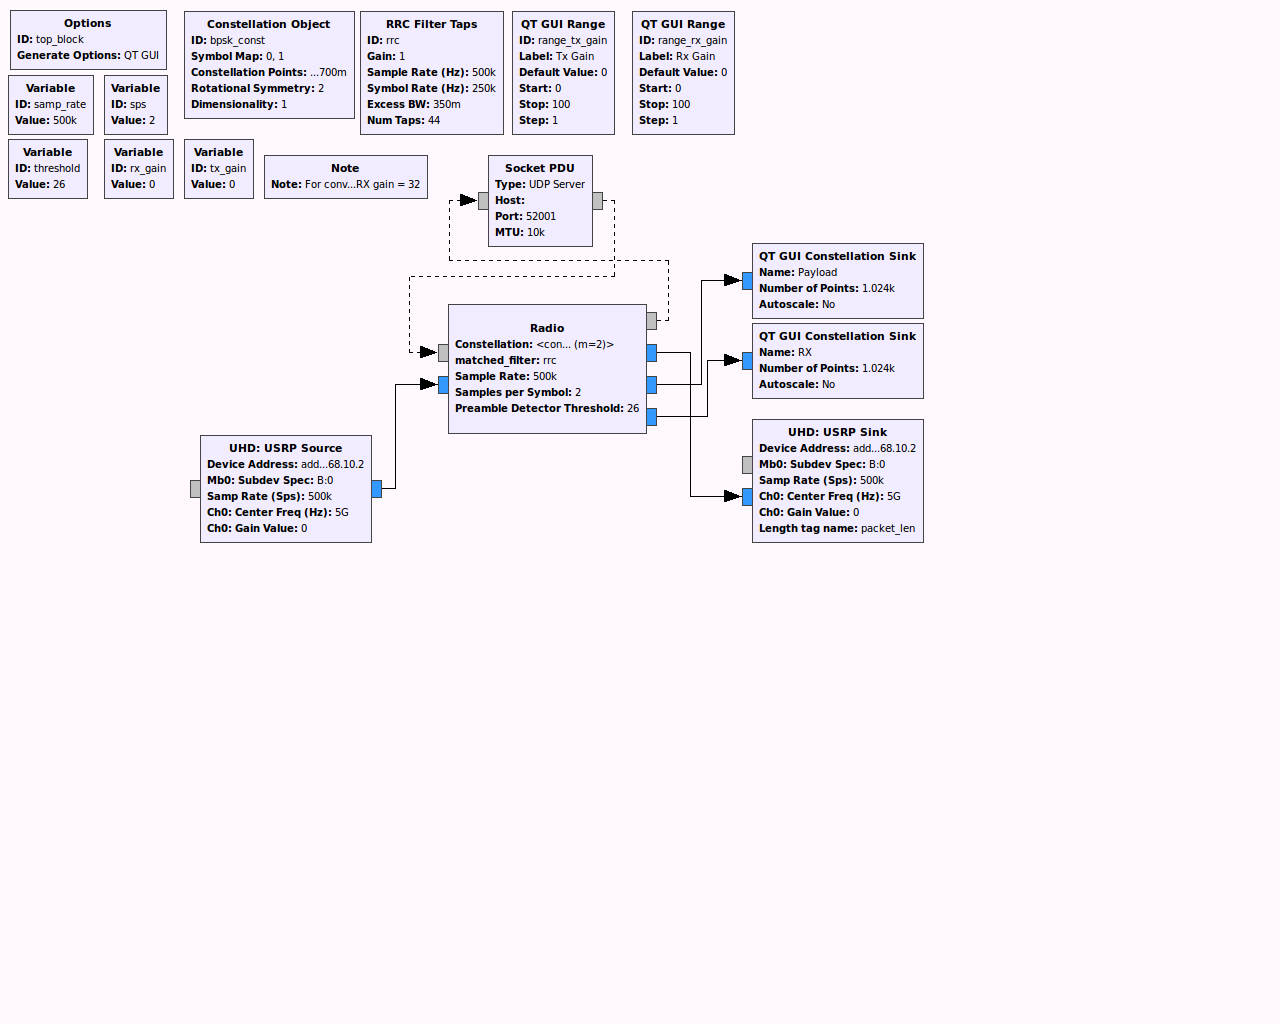 Options
ID: top_block
Generate Options: QT GUI
Constellation Object
ID: bpsk_const
Symbol Map: 0, 1
Constellation Points: ...700m
Rotational Symmetry: 2
Dimensionality: 1
RRC Filter Taps
ID: rrc
Gain: 1
Sample Rate (Hz): 500k
Symbol Rate (Hz): 250k
Excess BW: 350m
Num Taps: 44
QT GUI Range
ID: range_tx_gain
Label: Tx Gain
Default Value: 0
Start: 0
Stop: 100
Step: 1
QT GUI Range
ID: range_rx_gain
Label: Rx Gain
Default Value: 0
Start: 0
Stop: 100
Step: 1
Variable
ID: samp_rate
Value: 500k
Variable
ID: sps
Value: 2
Variable
ID: threshold
Value: 26
Variable
ID: rx_gain
Value: 0
Variable
ID: tx_gain
Value: 0
Note
Note: For conv...RX gain = 32
Socket PDU
Type: UDP Server
Host:
Port: 52001
MTU: 10k
QT GUI Constellation Sink
Name: Payload
Number of Points: 1.024k
Autoscale: No
Radio
Constellation: <con... (m=2)>
matched_filter: rrc
Sample Rate: 500k
Samples per Symbol: 2
Preamble Detector Threshold: 26
QT GUI Constellation Sink
Name: RX
Number of Points: 1.024k
Autoscale: No
UHD: USRP Source
Device Address: add...68.10.2
Mb0: Subdev Spec: B:0
Samp Rate (Sps): 500k
Ch0: Center Freq (Hz): 5G
Ch0: Gain Value: 0
UHD: USRP Sink
Device Address: add...68.10.2
Mb0: Subdev Spec: B:0
Samp Rate (Sps): 500k
Ch0: Center Freq (Hz): 5G
Ch0: Gain Value: 0
Length tag name: packet_len